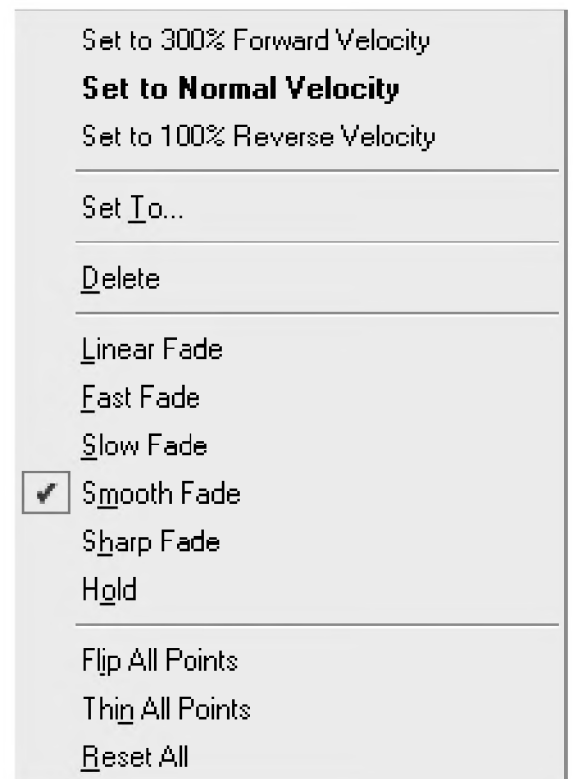 Set to 300% Forward Velocity
Set to Normal Velocity
Set to 100% Reverse Velocity
Set To...
Delete
Linear Fade
Fast Fade
Slow Fade
Smooth Fade
Sharp Fade
Hold
Flip All Points
Thin All Points
Reset All